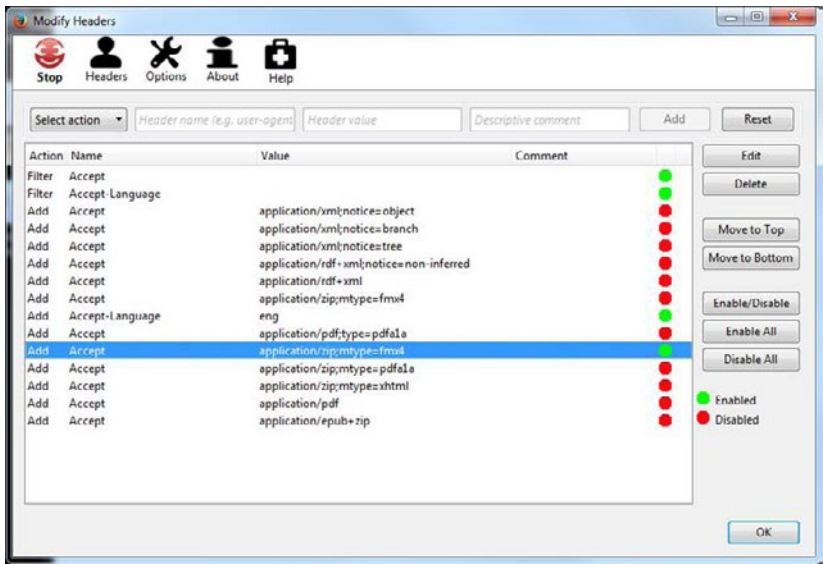 Modify Headers
Stop Headers Options About Help
Select action Header name (e.g. user-agent Header value Descriptive comment Add Reset
Action Name Value Comment
Edit
Filter Accept
Filter Accept-Language
Delete
Add Accept application/xml;notice=object
Add Accept application/xml;notice=branch
Move to Top
Add Accept application/xml;notice=tree
Add Accept application/rdf+xml;notice=non-inferred
Move to Bottom
Add Accept application/rdf+xml
Add Accept application/zip;mtype=fmx4
Enable/Disable
Add Accept-Language eng
Add Accept application/pdf;type=pdfa1a
Enable All
Add Accept application/zip;mtype=fmx4
Disable All
Add Accept application/zip;mtype=pdfa1a
Add Accept application/zip;mtype=xhtml
Add Accept application/pdf
Enabled
Add Accept application/epub+zip
Disabled
OK